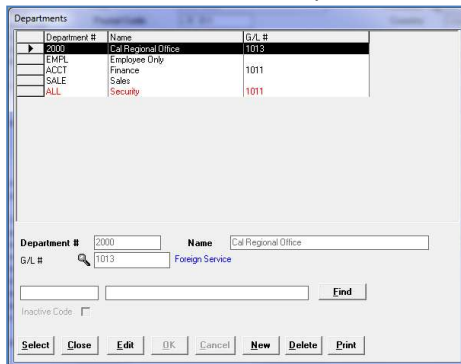 Departments
Department # Name G/L #
2000 Cal Regional Office 1013
EMPL Employee Only
ACCT Finance 1011
SALE Sales
ALL Security 1011
Department # 2000 Name Cal Regional Office
G/L # 1013 Foreign Service
Find
Inactive Code
Select Close Edit OK Cancel New Delete Print